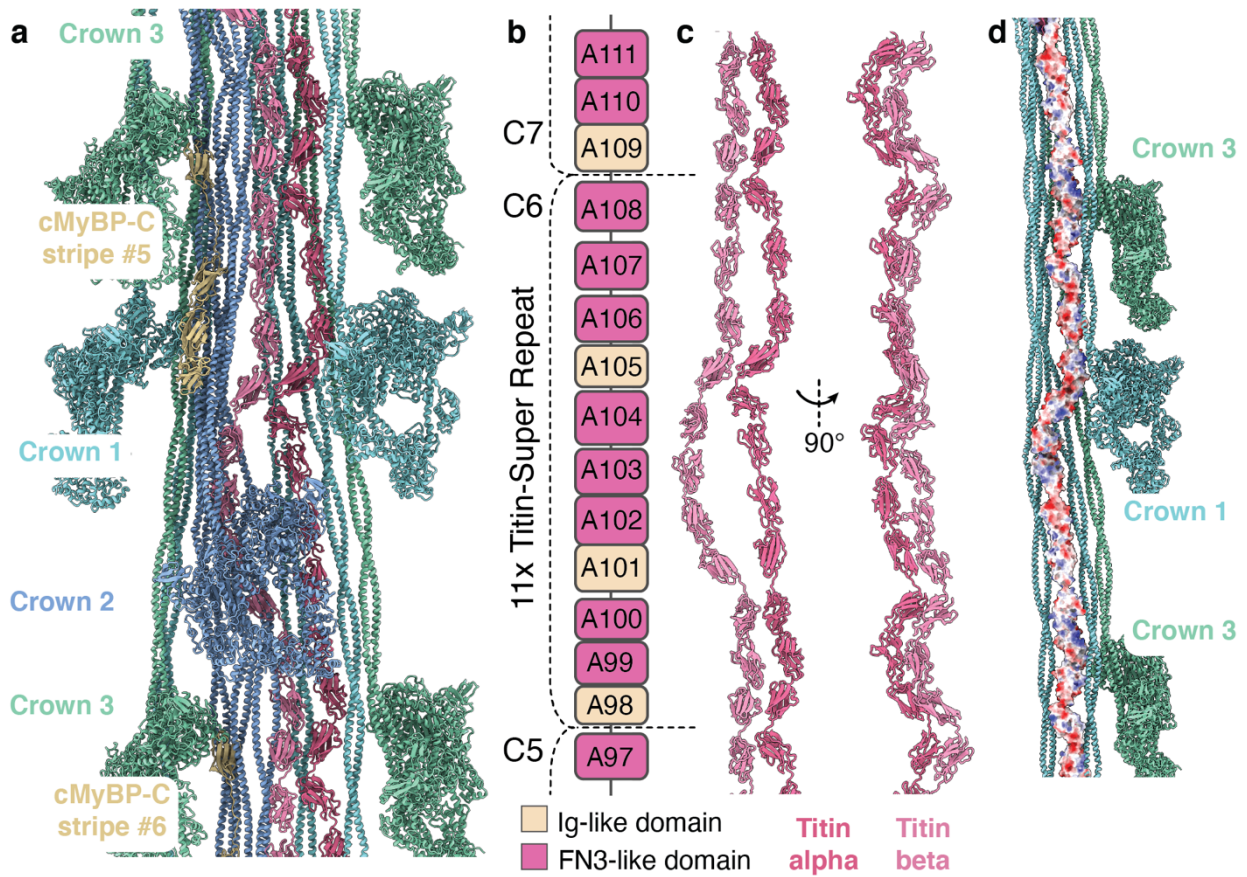 a
Crown 3
cMyBP-C
stripe #5
Crown 1
Crown 2
Crown 3
cMyBP-C
stripe #6
b
C7
C6
C5
11x Titin-Super Repeat
A111
A110
A109
A108
A107
A106
A105
A104
A103
A102
A101
A100
A99
A98
A97
Ig-like domain
FN3-like domain
c
90°
Titin
alpha
Titin
beta
d
Crown 3
Crown 1
Crown 3